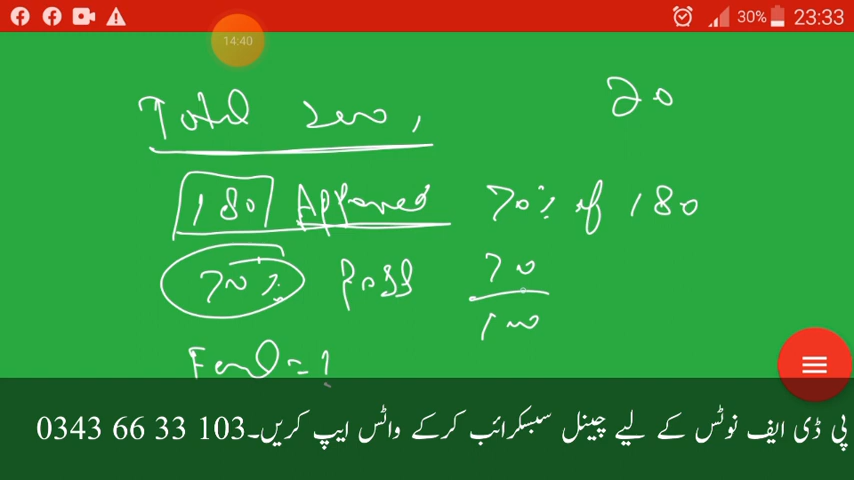 30% 23:33
14:40
Total 200,
20
180 Appeared 70% of 180
70% Pass 70
100
Fail = ?
پی ڈی ایف نوٹس کے لیے چینل سبسکرائب کرکے واٹس ایپ کریں۔0343 66 33 103